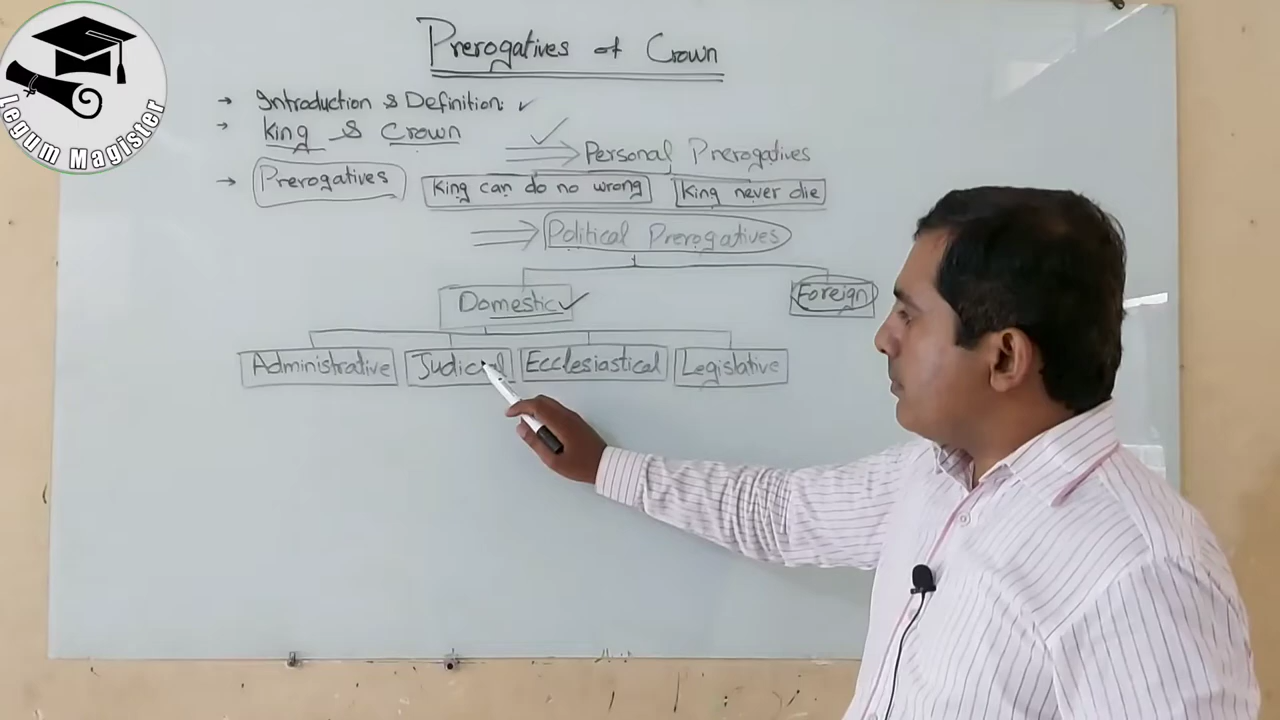 Legum Magister
Prerogatives of Crown
→ Introduction & Definition: ✓
→ King & Crown
⇒ Personal Prerogatives
→ Prerogatives
King can do no wrong
King never die
⇒ Political Prerogatives
Domestic ✓
Foreign
Administrative
Judicial
Ecclesiastical
Legislative